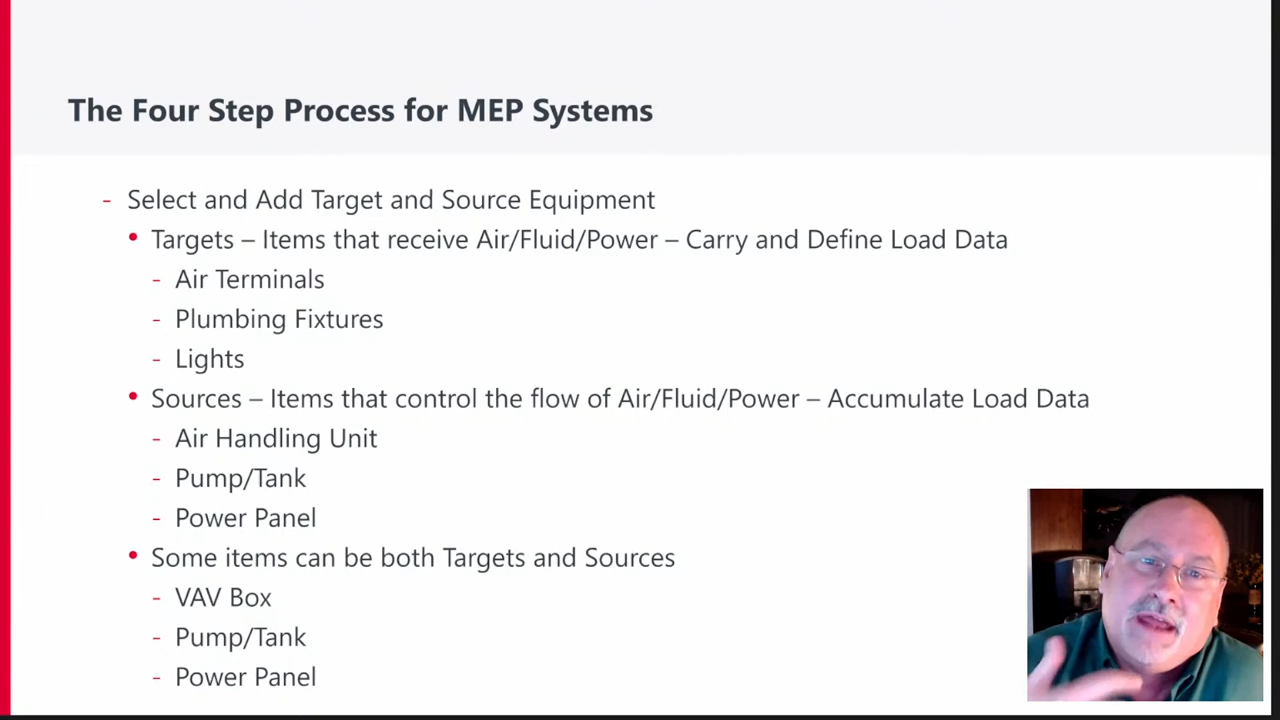 The Four Step Process for MEP Systems
- Select and Add Target and Source Equipment
• Targets – Items that receive Air/Fluid/Power – Carry and Define Load Data
- Air Terminals
- Plumbing Fixtures
- Lights
• Sources – Items that control the flow of Air/Fluid/Power – Accumulate Load Data
- Air Handling Unit
- Pump/Tank
- Power Panel
• Some items can be both Targets and Sources
- VAV Box
- Pump/Tank
- Power Panel